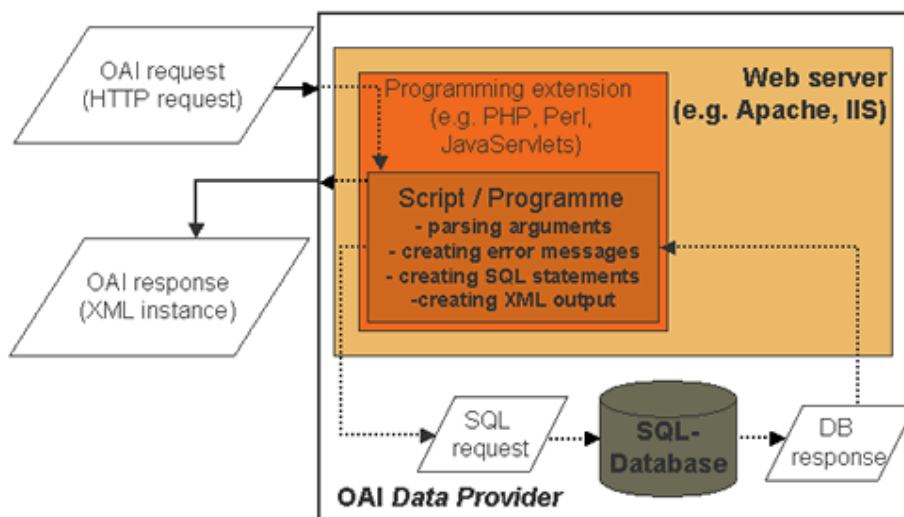 OAI request
(HTTP request)
Web server
(e.g. Apache, IIS)
Programming extension
(e.g. PHP, Perl,
JavaServlets)
Script / Programme
- parsing arguments
- creating error messages
- creating SQL statements
-creating XML output
OAI response
(XML instance)
SQL
request
SQL-
Database
DB
response
OAI Data Provider